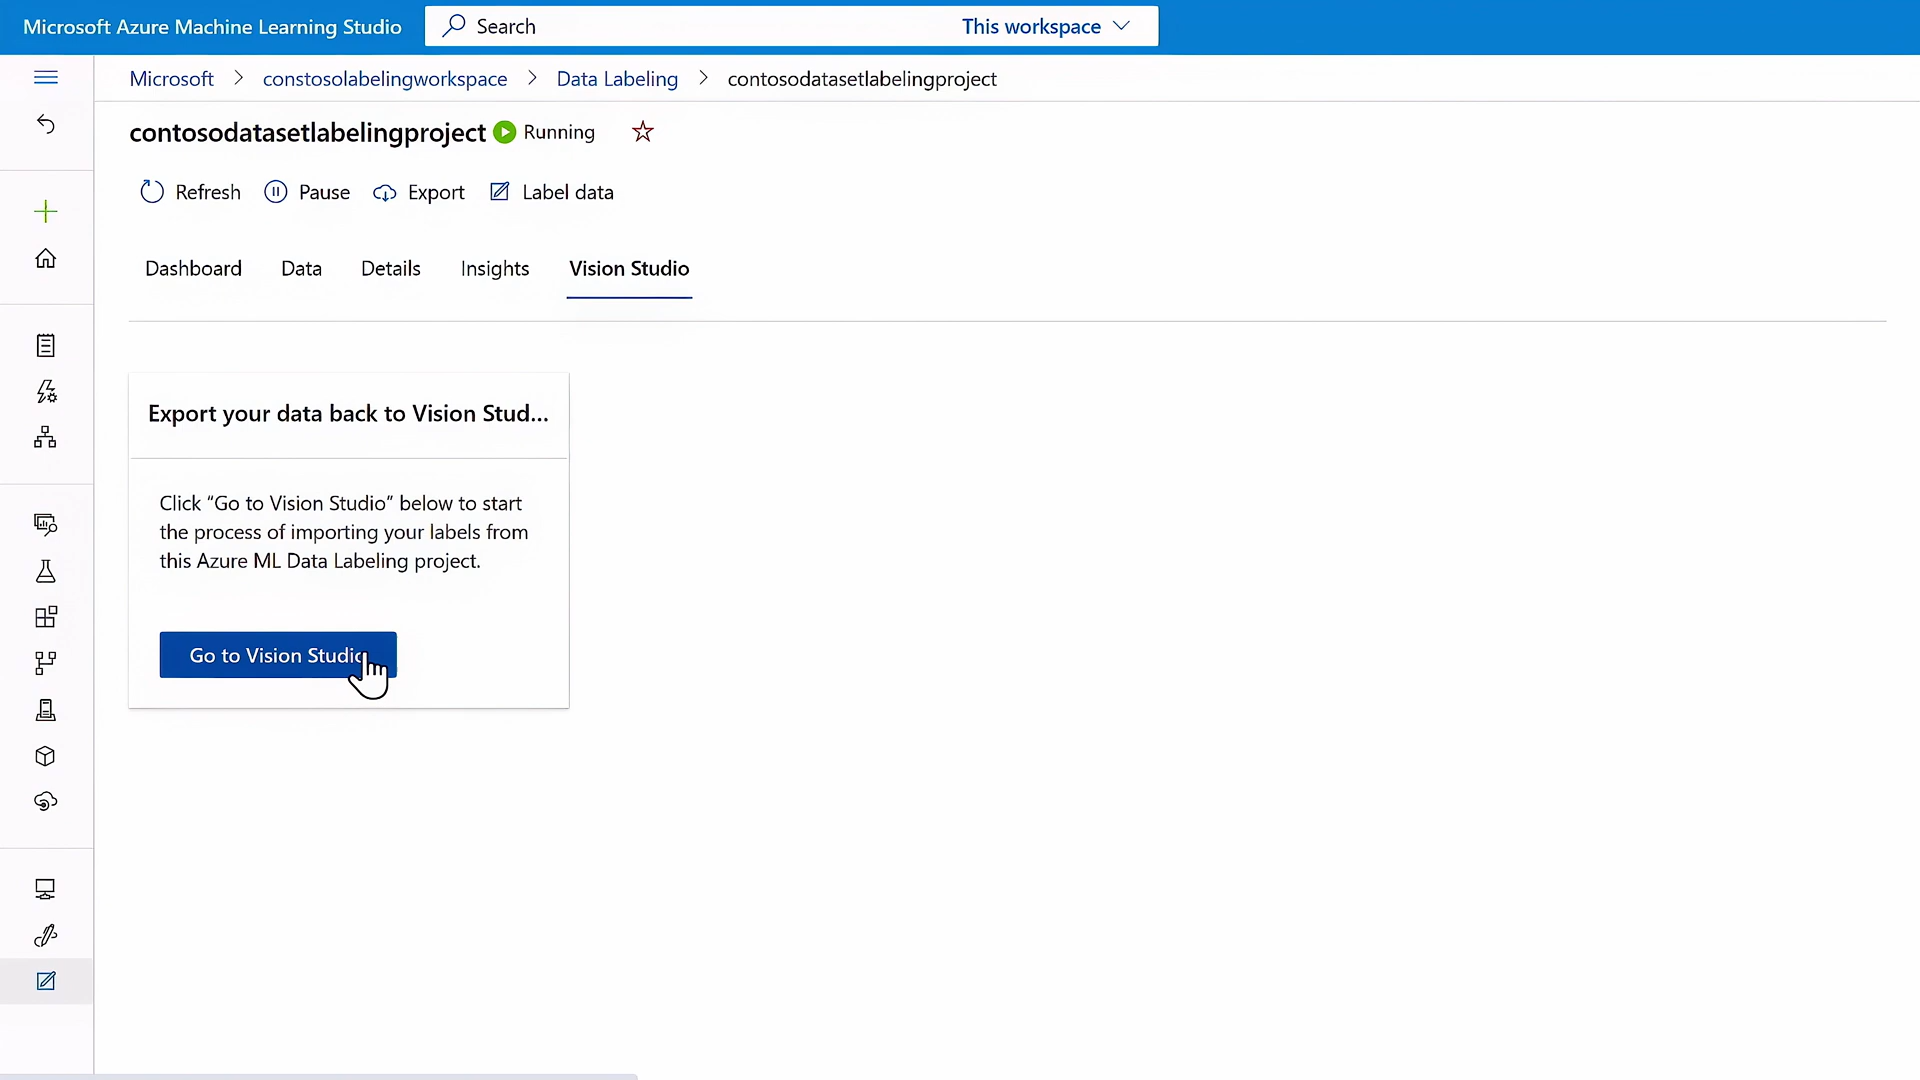 Microsoft Azure Machine Learning Studio
Search
This workspace
Microsoft > constosolabelingworkspace > Data Labeling > contosodatasetlabelingproject
contosodatasetlabelingproject Running
Refresh Pause Export Label data
Dashboard Data Details Insights Vision Studio
Export your data back to Vision Stud...
Click “Go to Vision Studio” below to start
the process of importing your labels from
this Azure ML Data Labeling project.
Go to Vision Studio